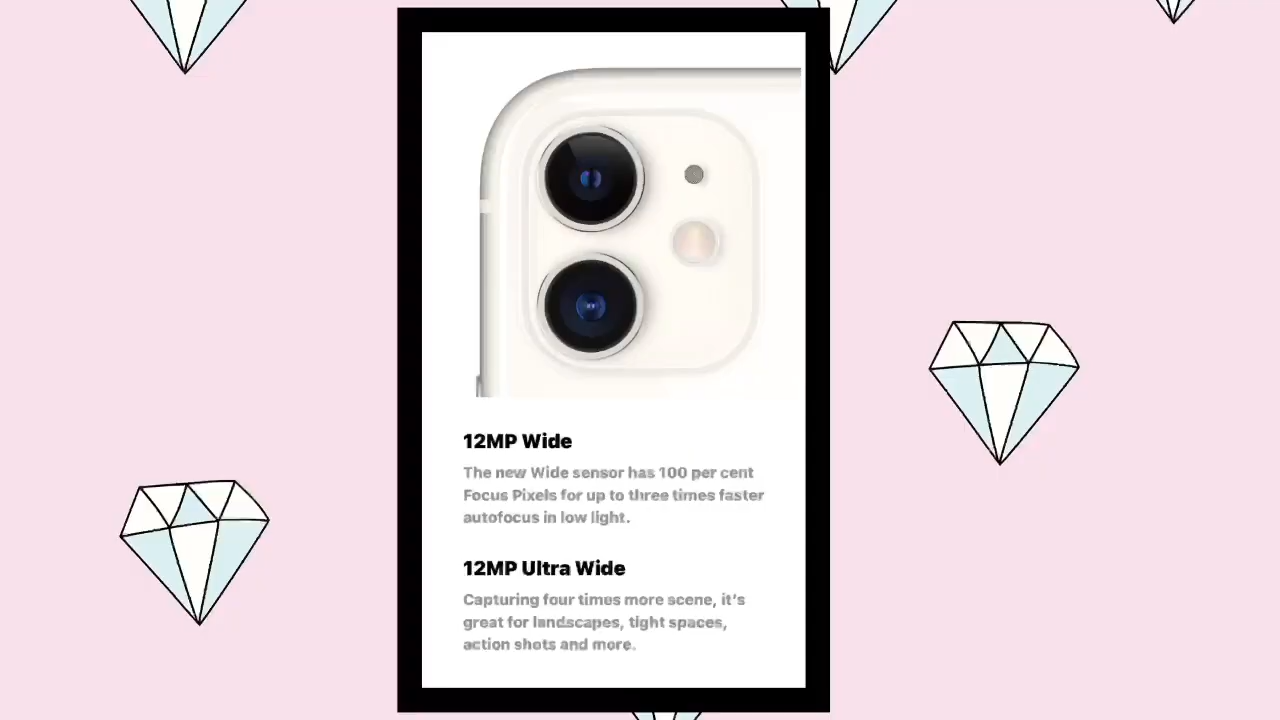 12MP Wide
The new Wide sensor has 100 per cent
Focus Pixels for up to three times faster
autofocus in low light.
12MP Ultra Wide
Capturing four times more scene, it's
great for landscapes, tight spaces,
action shots and more.